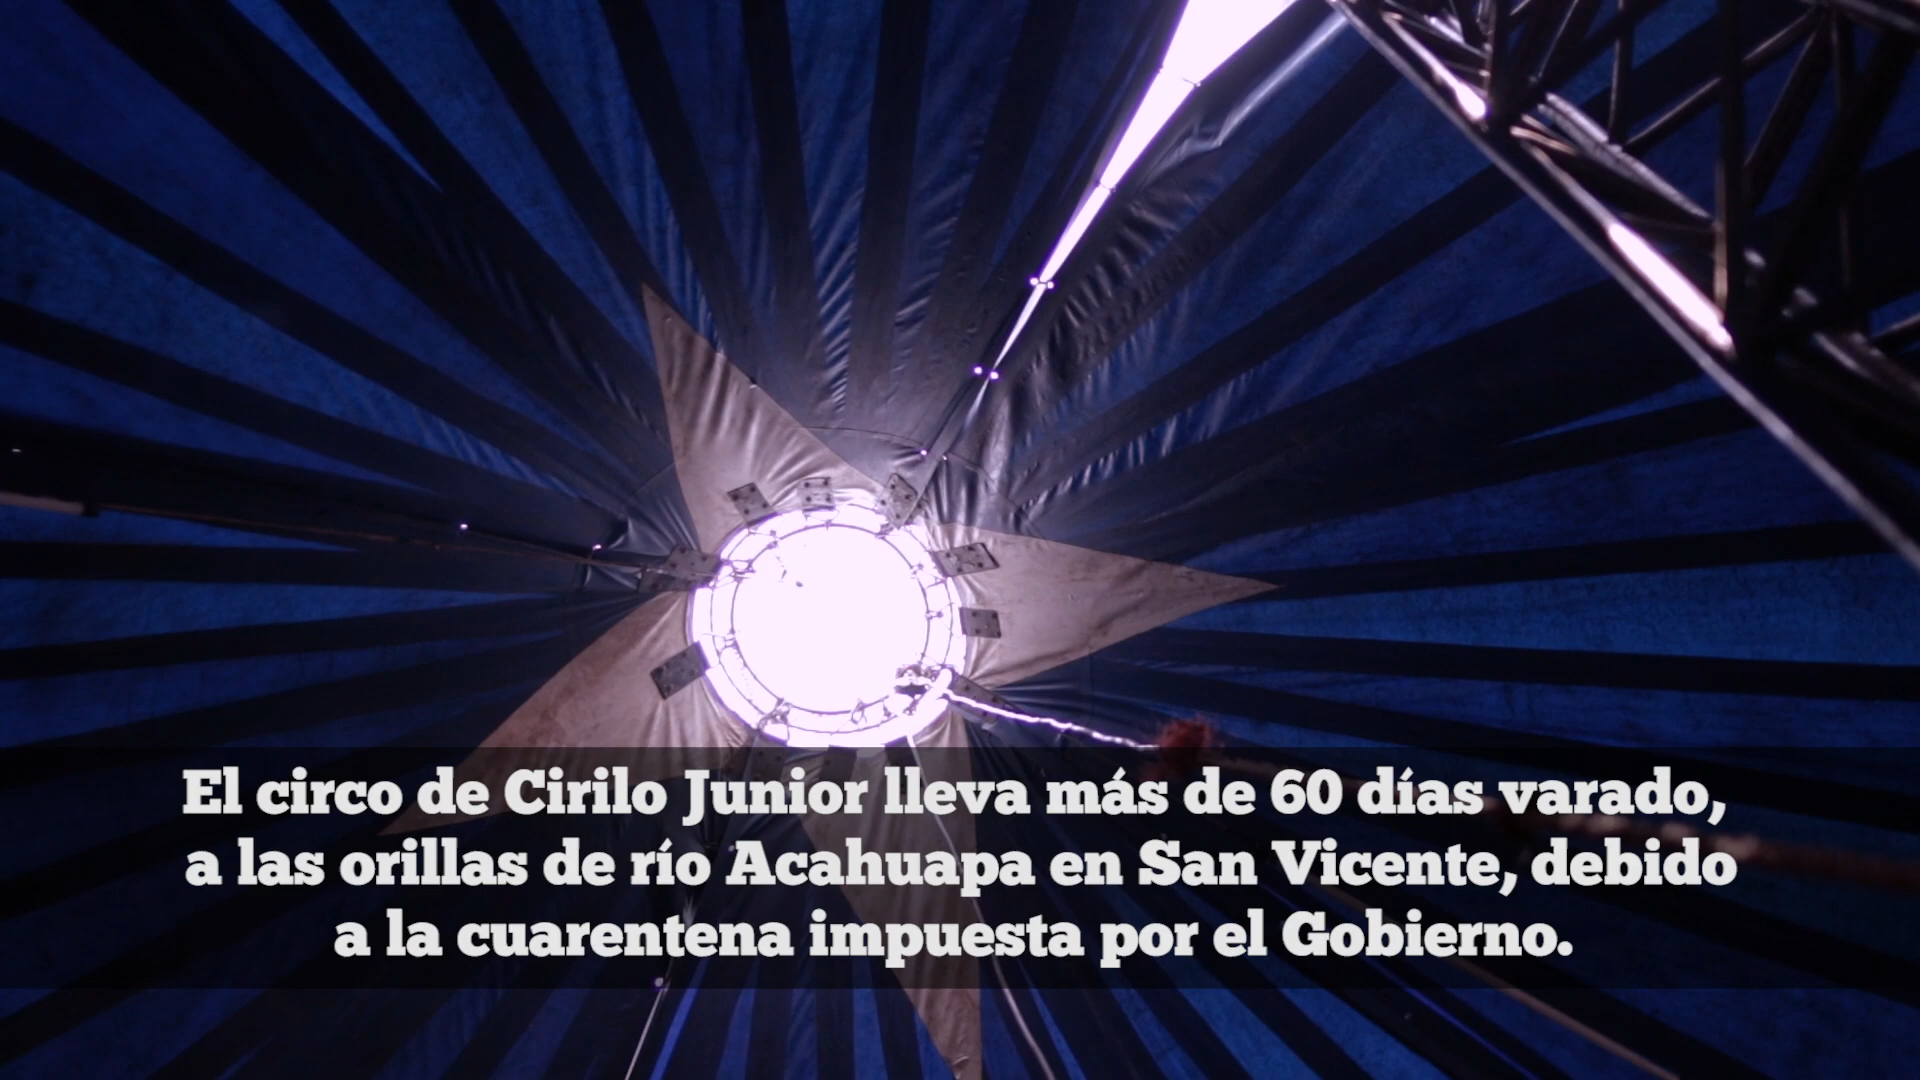 El circo de Cirilo Junior lleva más de 60 días varado,
a las orillas de río Acahuapa en San Vicente, debido
a la cuarentena impuesta por el Gobierno.